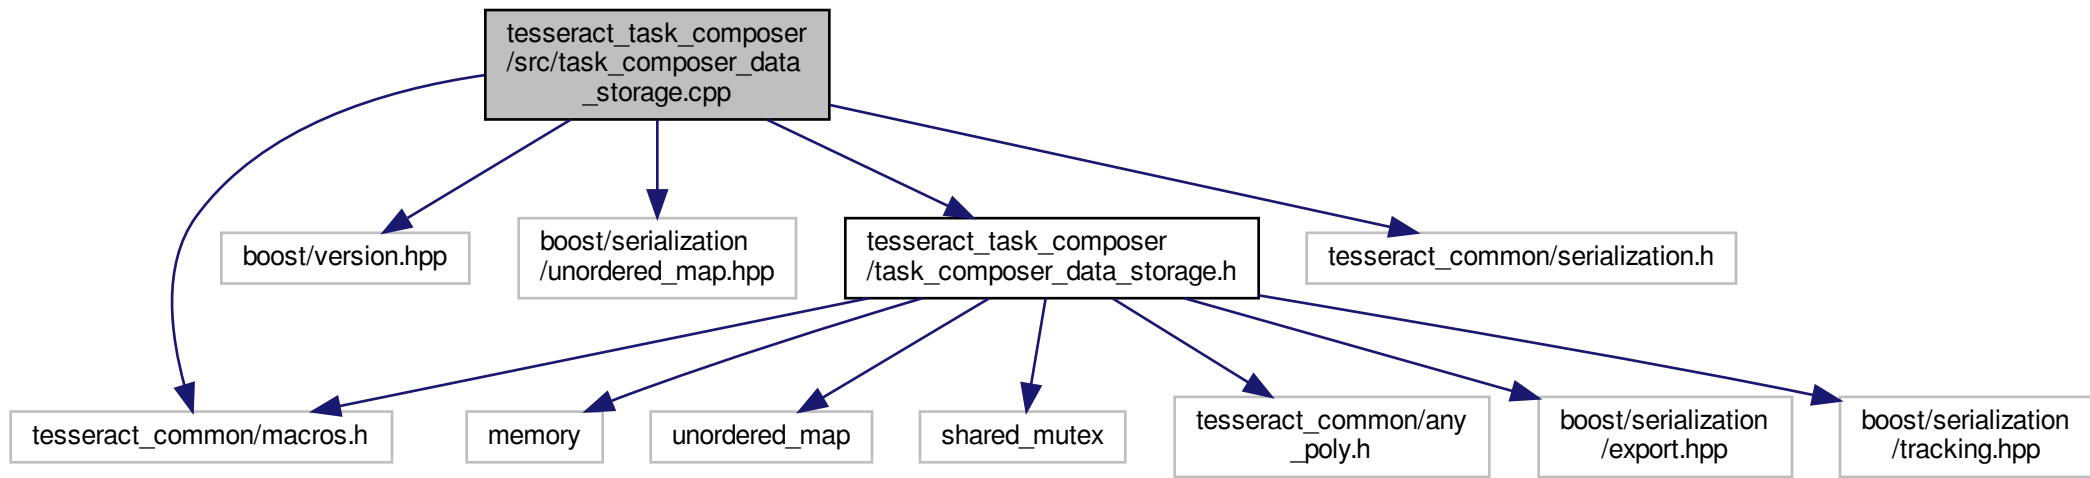 tesseract_task_composer
/src/task_composer_data
_storage.cpp
boost/version.hpp
boost/serialization
/unordered_map.hpp
tesseract_task_composer
/task_composer_data_storage.h
tesseract_common/serialization.h
tesseract_common/macros.h
memory
unordered_map
shared_mutex
tesseract_common/any
_poly.h
boost/serialization
/export.hpp
boost/serialization
/tracking.hpp